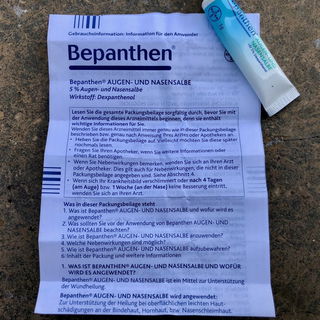 Gebrauchsinformation: Information für den Anwender
Bepanthen®
Bepanthen® AUGEN- UND NASENSALBE
5 % Augen- und Nasensalbe
Wirkstoff: Dexpanthenol
Lesen Sie die gesamte Packungsbeilage sorgfältig durch, bevor Sie mit
der Anwendung dieses Arzneimittels beginnen, denn sie enthält
wichtige Informationen für Sie.
Wenden Sie dieses Arzneimittel immer genau wie in dieser Packungsbeilage
beschrieben bzw. genau nach Anweisung Ihres Arztes oder Apothekers an.
• Heben Sie die Packungsbeilage auf. Vielleicht möchten Sie diese später
nochmals lesen.
• Fragen Sie Ihren Apotheker, wenn Sie weitere Informationen oder
einen Rat benötigen.
• Wenn Sie Nebenwirkungen bemerken, wenden Sie sich an Ihren Arzt
oder Apotheker. Dies gilt auch für Nebenwirkungen, die nicht in dieser
Packungsbeilage angegeben sind. Siehe Abschnitt 4.
• Wenn sich Ihr Krankheitsbild verschlimmert oder nach 4 Tagen
(am Auge) bzw. 1 Woche (an der Nase) keine Besserung eintritt,
wenden Sie sich an Ihren Arzt.
Was in dieser Packungsbeilage steht
1. Was ist Bepanthen® AUGEN- UND NASENSALBE und wofür wird es
angewendet?
2. Was sollten Sie vor der Anwendung von Bepanthen® AUGEN- UND
NASENSALBE beachten?
3. Wie ist Bepanthen® AUGEN- UND NASENSALBE anzuwenden?
4. Welche Nebenwirkungen sind möglich?
5. Wie ist Bepanthen® AUGEN- UND NASENSALBE aufzubewahren?
6. Inhalt der Packung und weitere Informationen
1. WAS IST BEPANTHEN® AUGEN- UND NASENSALBE UND WOFÜR
WIRD ES ANGEWENDET?
Bepanthen® AUGEN- UND NASENSALBE ist ein Mittel zur Unterstützung
der Wundheilung.
Bepanthen® AUGEN- UND NASENSALBE wird angewendet:
Zur Unterstützung der Heilung bei oberflächlichen leichten Haut-
schädigungen an der Bindehaut, Hornhaut, bzw. Nasenschleimhaut.